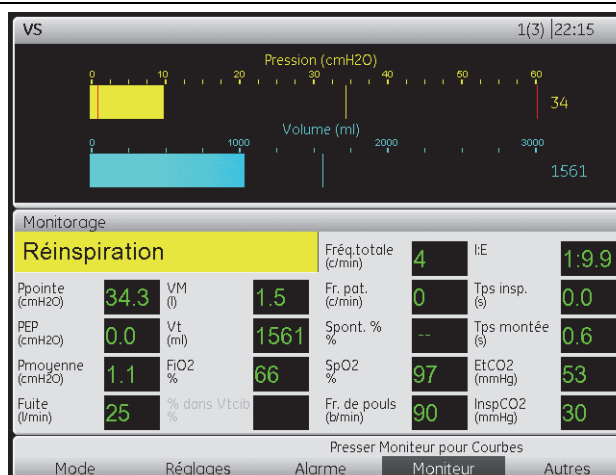 VS 1(3) |22:15
Pression (cmH2O)
0 10 20 30 40 50 60
34
Volume (ml)
0 1000 2000 3000
1561
Monitorage
Réinspiration
Fréq.totale (c/min) 4 I:E 1:9.9
Ppointe (cmH2O) 34.3 VM (l) 1.5 Fr. pat. (c/min) 0 Tps insp. (s) 0.0
PEP (cmH2O) 0.0 Vt (ml) 1561 Spont. % % -- Tps montée (s) 0.6
Pmoyenne (cmH2O) 1.1 FiO2 % 66 SpO2 % 97 EtCO2 (mmHg) 53
Fuite (l/min) 25 % dans Vtcib % Fr. de pouls (b/min) 90 InspCO2 (mmHg) 30
Presser Moniteur pour Courbes
Mode Réglages Alarme Moniteur Autres